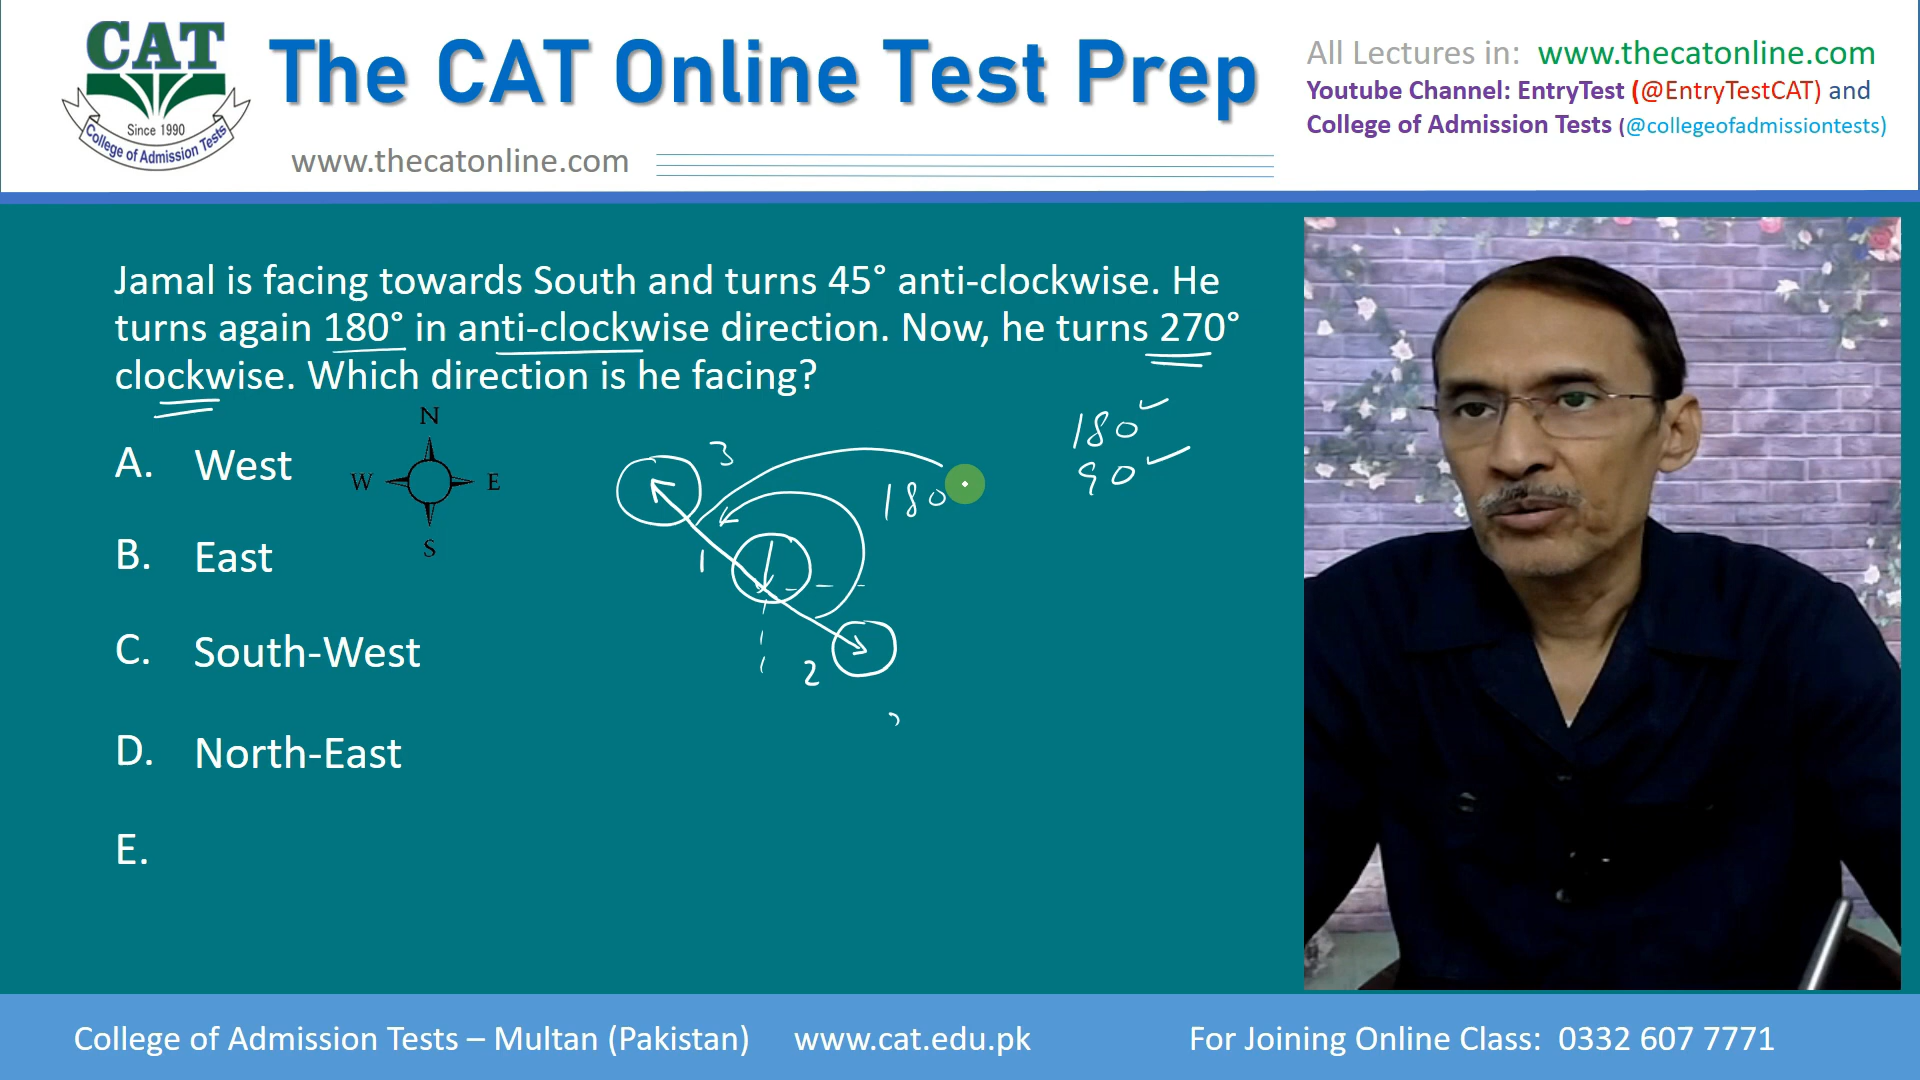 CAT
Since 1990
College of Admission Tests
The CAT Online Test Prep
www.thecatonline.com
All Lectures in: www.thecatonline.com
Youtube Channel: EntryTest (@EntryTestCAT) and
College of Admission Tests (@collegeofadmissiontests)
Jamal is facing towards South and turns 45° anti-clockwise. He
turns again 180° in anti-clockwise direction. Now, he turns 270°
clockwise. Which direction is he facing?
A. West
B. East
C. South-West
D. North-East
E.
N
W E
S
3
180
1
2
180
90
College of Admission Tests – Multan (Pakistan) www.cat.edu.pk For Joining Online Class: 0332 607 7771